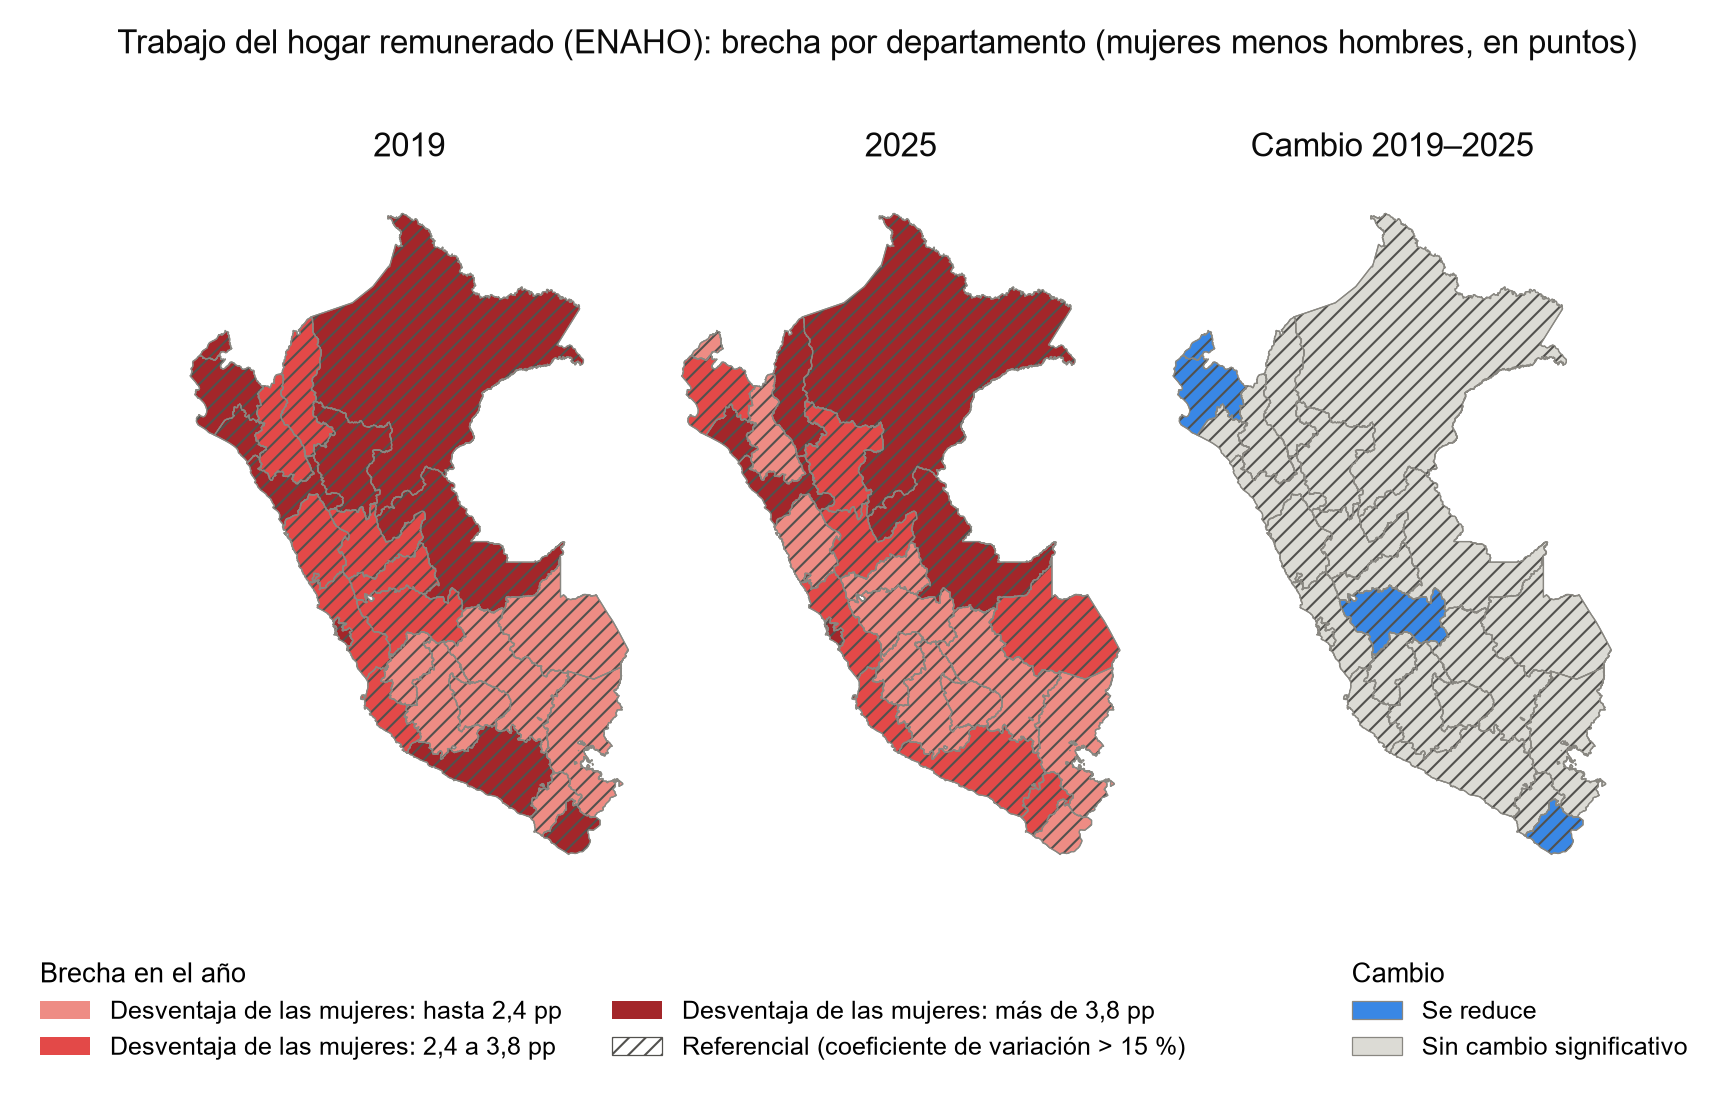 Trabajo del hogar remunerado (ENAHO): brecha por departamento (mujeres menos hombres, en puntos)
2019
2025
Cambio 2019–2025
Brecha en el año
Desventaja de las mujeres: hasta 2,4 pp
Desventaja de las mujeres: 2,4 a 3,8 pp
Desventaja de las mujeres: más de 3,8 pp
Referencial (coeficiente de variación > 15 %)
Cambio
Se reduce
Sin cambio significativo